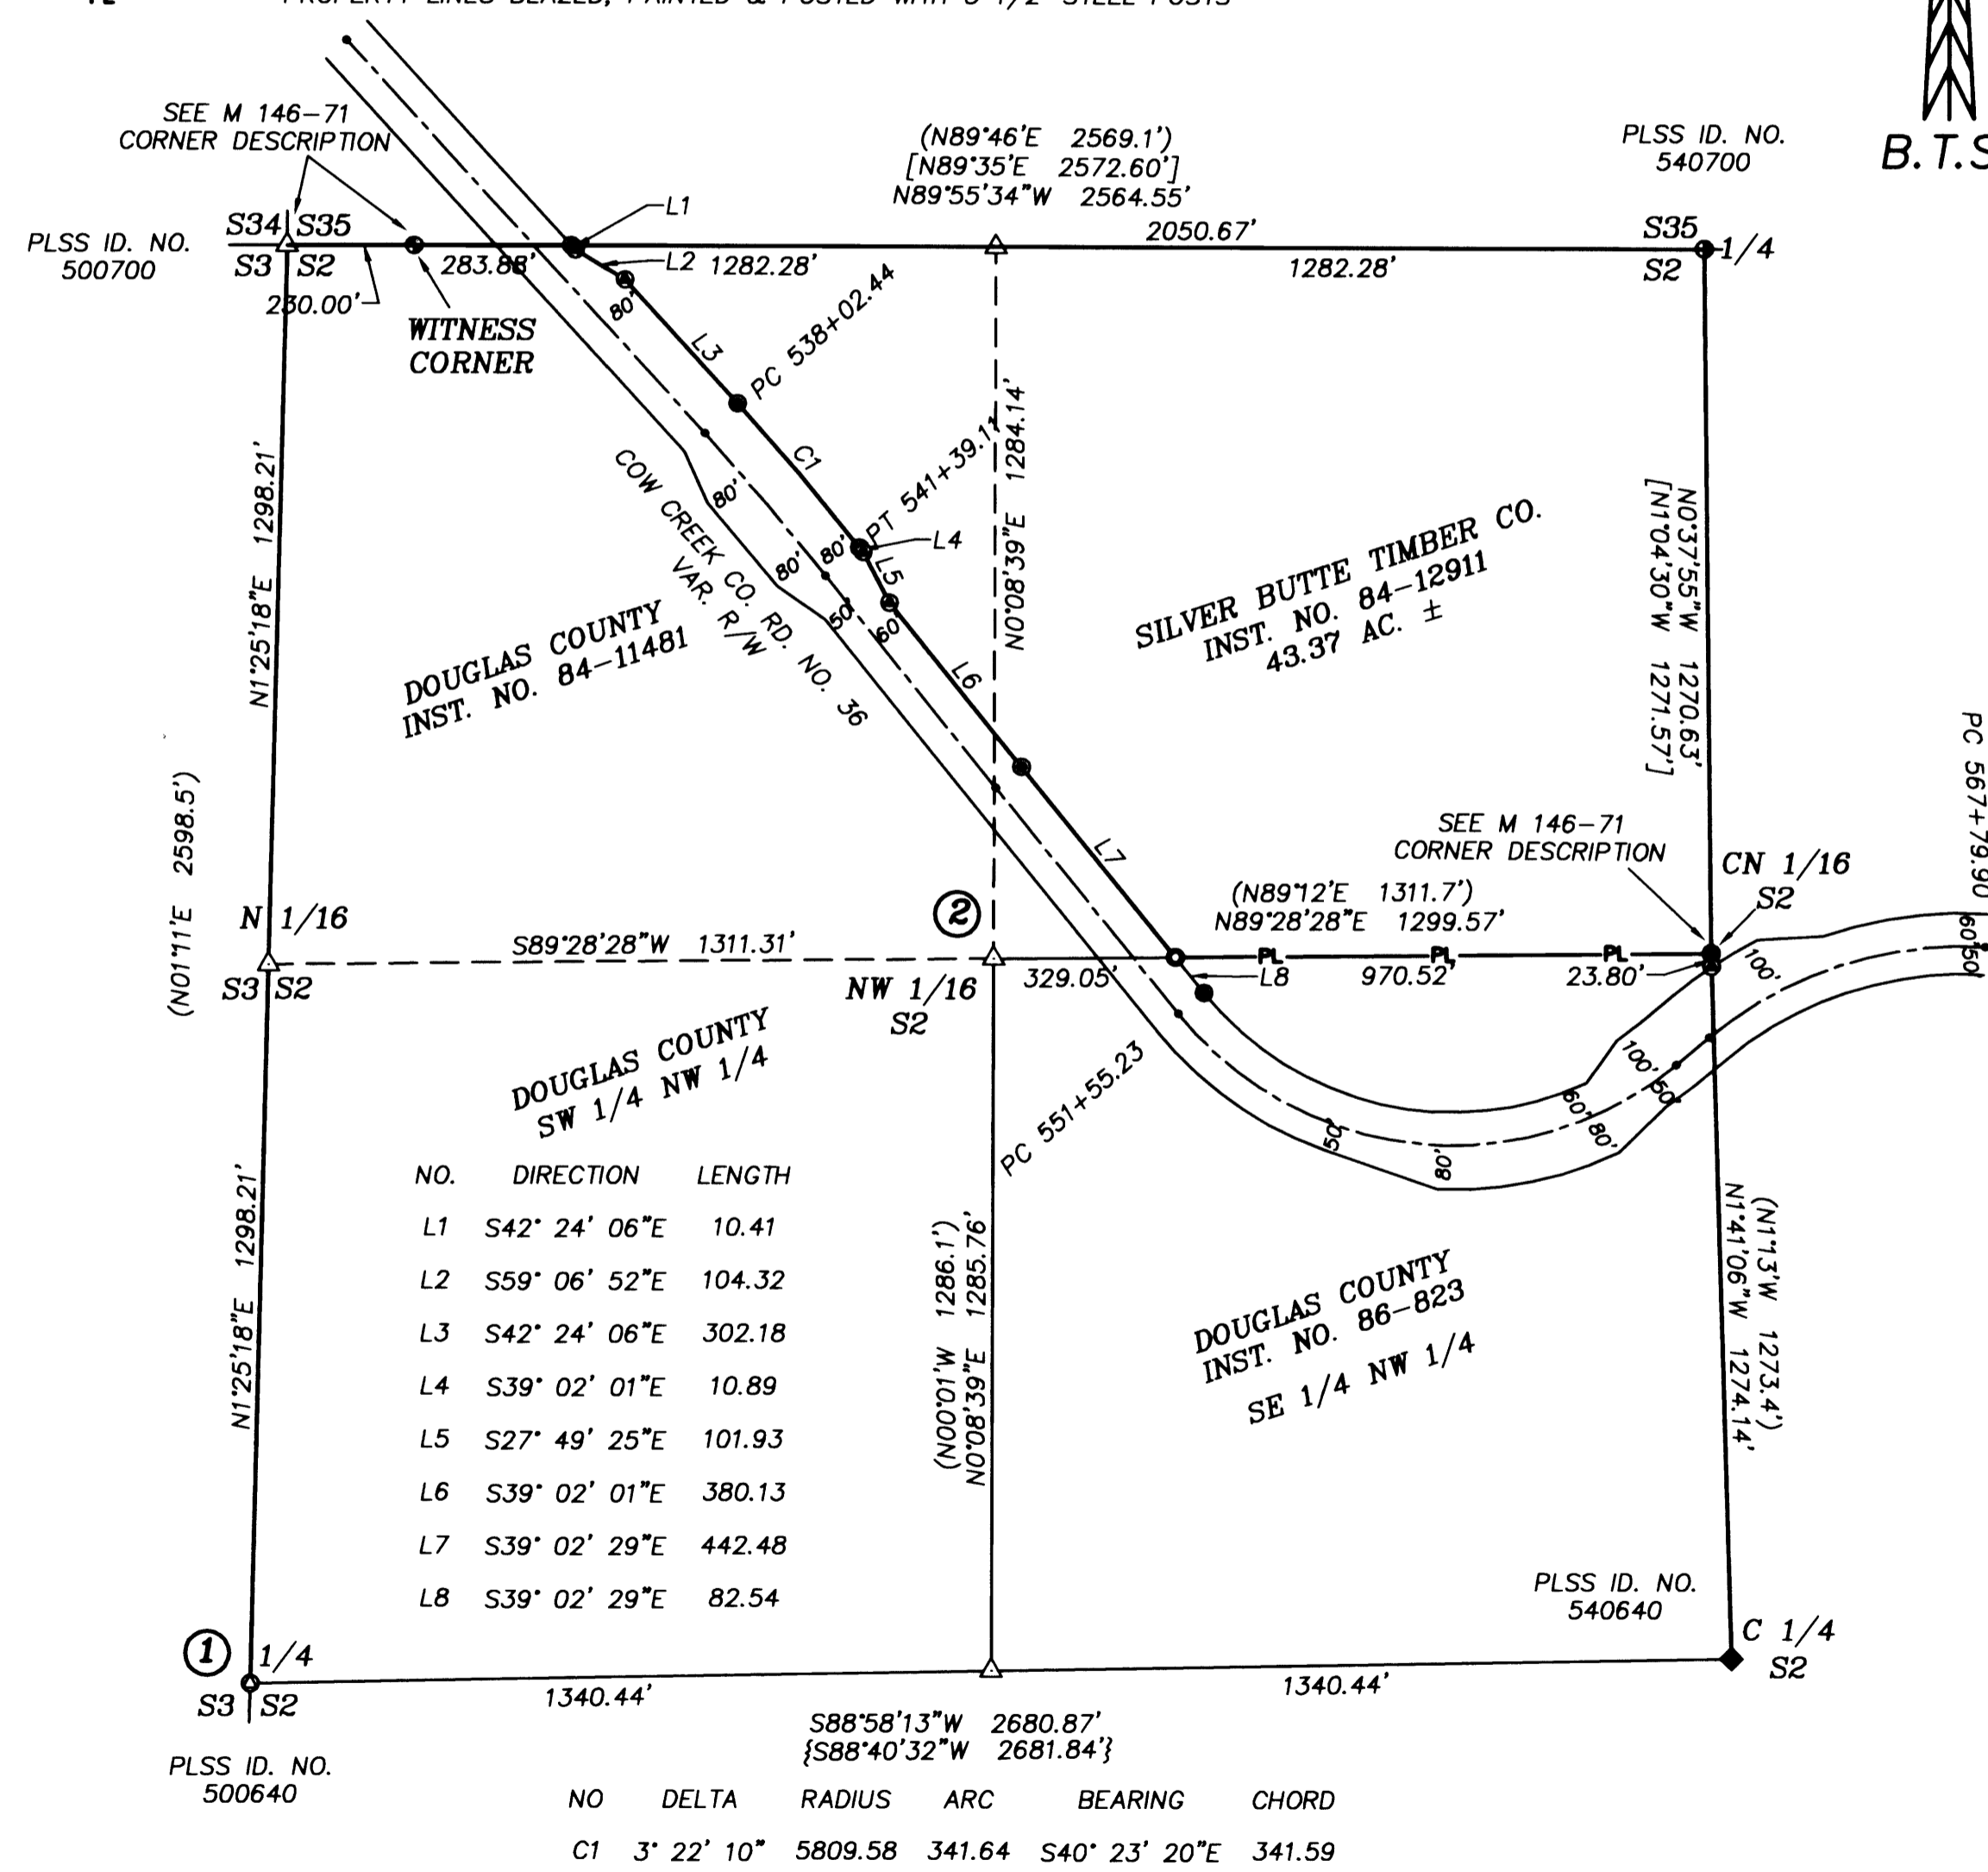 PROPERTY LINES BLAZED, PAINTED & POSTED WITH 5 1/2' STEEL POSTS
SEE M 146-71
CORNER DESCRIPTION
(N89°46'E 2569.1')
[N89°35'E 2572.60']
N89°55'34"W 2564.55'
PLSS ID. NO.
540700
B.T.S
PLSS ID. NO.
500700
S34 S35
S3 S2
230.00'
283.88'
WITNESS
CORNER
L1
L2
1282.28'
2050.67'
1282.28'
S35
S2
1/4
80'
L3
PC 538+02.44
C1
PT 541+39.11
L4
L5
80'
80'
80'
50'
60'
L6
L7
COW CREEK CO. RD. NO. 36
VAR. R/W
N1°25'18"E 1298.21'
N0°08'39"E 1284.14'
DOUGLAS COUNTY
INST. NO. 84-11481
SILVER BUTTE TIMBER CO.
INST. NO. 84-12911
43.37 AC. ±
N0°37'55"W 1270.63'
[N1°04'30"W 1271.57']
PC 567+79.90
(N01°11'E 2598.5')
SEE M 146-71
CORNER DESCRIPTION
CN 1/16
S2
(N89°12'E 1311.7')
N89°28'28"E 1299.57'
N 1/16
S3 S2
S89°28'28"W 1311.31'
2
NW 1/16
S2
329.05'
PL
PL
PL
L8
970.52'
23.80'
100'
60'
50'
100'
50'
60'
80'
50'
80'
PC 551+55.23
DOUGLAS COUNTY
SW 1/4 NW 1/4
NO. DIRECTION LENGTH
L1 S42° 24' 06"E 10.41
L2 S59° 06' 52"E 104.32
L3 S42° 24' 06"E 302.18
L4 S39° 02' 01"E 10.89
L5 S27° 49' 25"E 101.93
L6 S39° 02' 01"E 380.13
L7 S39° 02' 29"E 442.48
L8 S39° 02' 29"E 82.54
N1°25'18"E 1298.21'
(N00°01'W 1286.1')
N0°08'39"E 1285.76'
DOUGLAS COUNTY
INST. NO. 86-823
SE 1/4 NW 1/4
(N1°13'W 1273.4')
N1°41'06"W 1274.14'
PLSS ID. NO.
540640
C 1/4
S2
1
1/4
S3 S2
1340.44'
1340.44'
S88°58'13"W 2680.87'
{S88°40'32"W 2681.84'}
PLSS ID. NO.
500640
NO DELTA RADIUS ARC BEARING CHORD
C1 3° 22' 10" 5809.58 341.64 S40° 23' 20"E 341.59